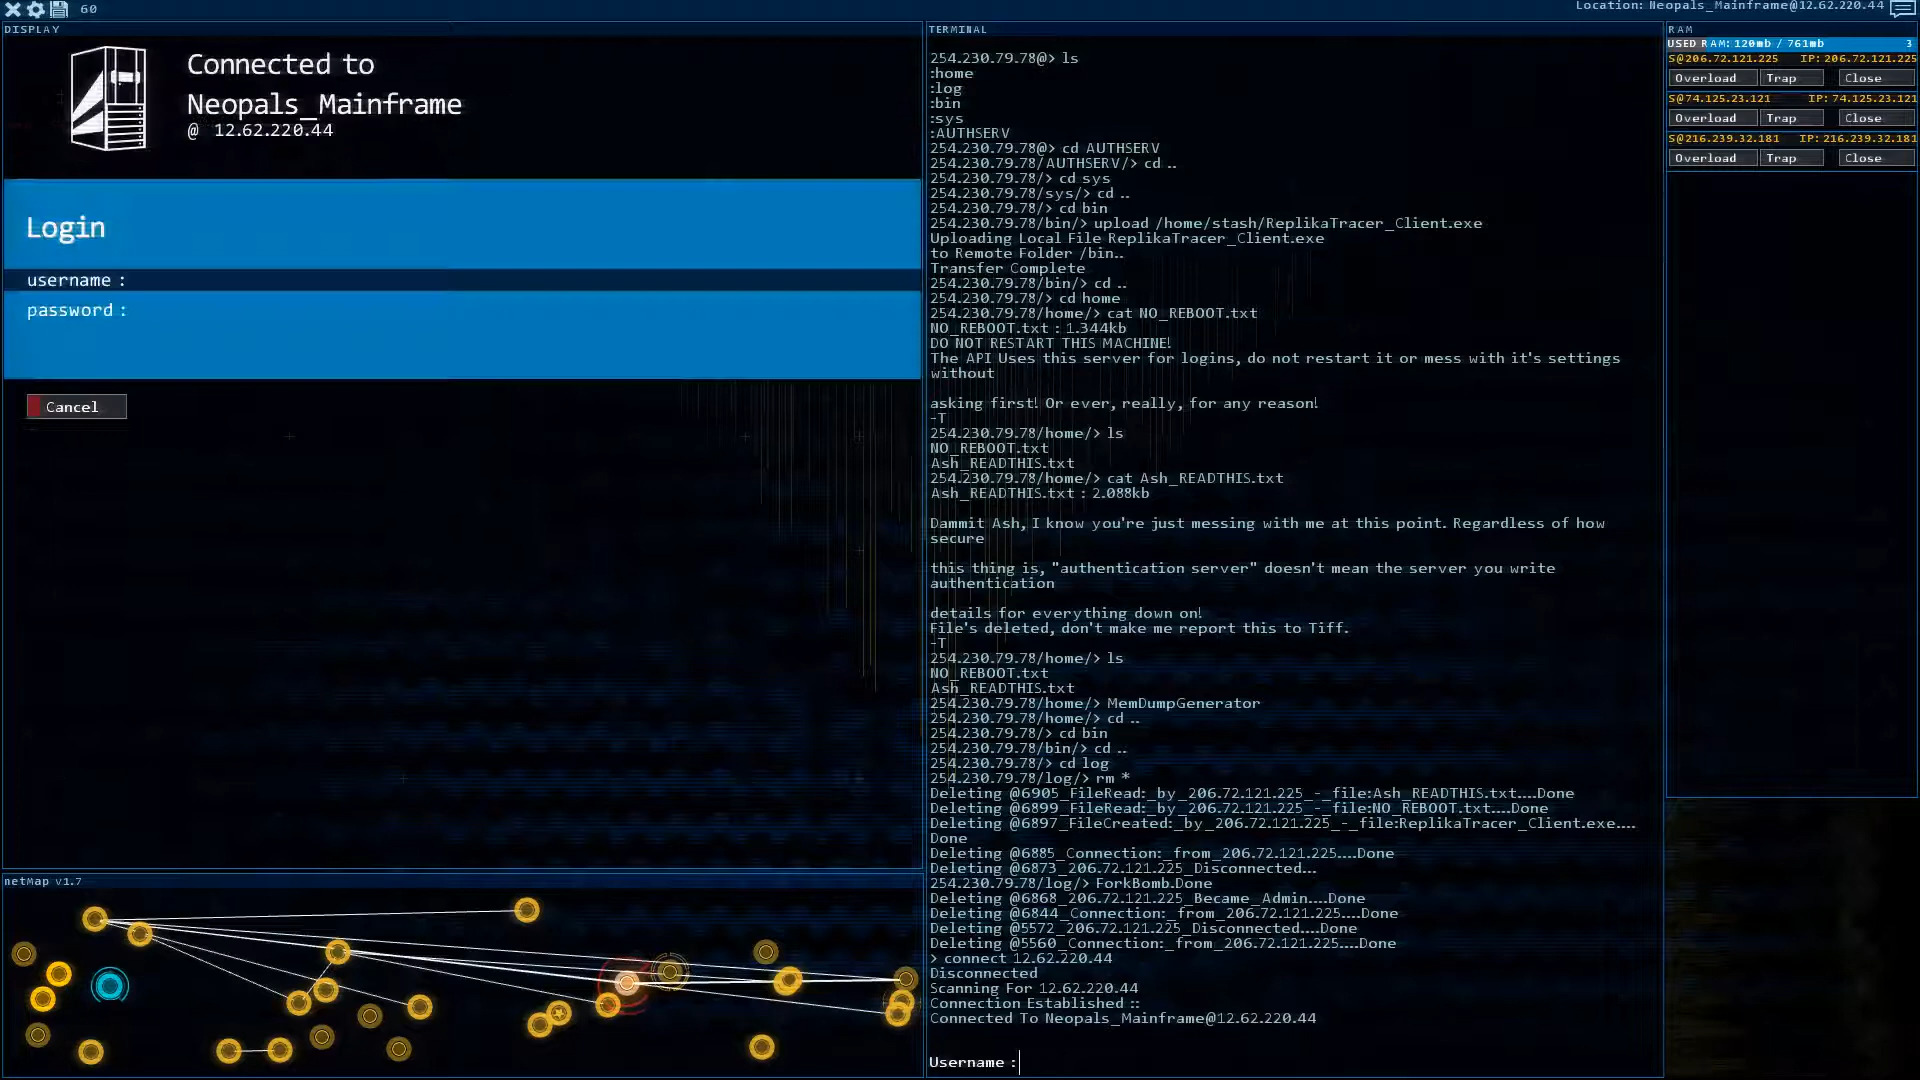 60
Location: Neopals_Mainframe@12.62.220.44
DISPLAY
Connected to
Neopals_Mainframe
@ 12.62.220.44
Login
username :
password :
Cancel
netMap v1.7
TERMINAL
254.230.79.78@> ls
:home
:log
:bin
:sys
:AUTHSERV
254.230.79.78@> cd AUTHSERV
254.230.79.78/AUTHSERV/> cd ..
254.230.79.78/> cd sys
254.230.79.78/sys/> cd ..
254.230.79.78/> cd bin
254.230.79.78/bin/> upload /home/stash/ReplikaTracer_Client.exe
Uploading Local File ReplikaTracer_Client.exe
to Remote Folder /bin..
Transfer Complete
254.230.79.78/bin/> cd ..
254.230.79.78/> cd home
254.230.79.78/home/> cat NO_REBOOT.txt
NO_REBOOT.txt : 1.344kb
DO NOT RESTART THIS MACHINE!
The API Uses this server for logins, do not restart it or mess with it's settings
without
asking first! Or ever, really, for any reason!
-T
254.230.79.78/home/> ls
NO_REBOOT.txt
Ash_READTHIS.txt
254.230.79.78/home/> cat Ash_READTHIS.txt
Ash_READTHIS.txt : 2.088kb
Dammit Ash, I know you're just messing with me at this point. Regardless of how
secure
this thing is, "authentication server" doesn't mean the server you write
authentication
details for everything down on!
File's deleted, don't make me report this to Tiff.
-T
254.230.79.78/home/> ls
NO_REBOOT.txt
Ash_READTHIS.txt
254.230.79.78/home/> MemDumpGenerator
254.230.79.78/home/> cd ..
254.230.79.78/> cd bin
254.230.79.78/bin/> cd ..
254.230.79.78/> cd log
254.230.79.78/log/> rm *
Deleting @6905_FileRead:_by_206.72.121.225_-_file:Ash_READTHIS.txt....Done
Deleting @6899_FileRead:_by_206.72.121.225_-_file:NO_REBOOT.txt....Done
Deleting @6897_FileCreated:_by_206.72.121.225_-_file:ReplikaTracer_Client.exe....
Done
Deleting @6885_Connection:_from_206.72.121.225....Done
Deleting @6873_206.72.121.225_Disconnected...
254.230.79.78/log/> ForkBomb.Done
Deleting @6868_206.72.121.225_Became_Admin....Done
Deleting @6844_Connection:_from_206.72.121.225....Done
Deleting @5572_206.72.121.225_Disconnected....Done
Deleting @5560_Connection:_from_206.72.121.225....Done
> connect 12.62.220.44
Disconnected
Scanning For 12.62.220.44
Connection Established ::
Connected To Neopals_Mainframe@12.62.220.44
Username :
RAM
USED RAM: 120mb / 761mb 3
S@206.72.121.225 IP: 206.72.121.225
Overload Trap Close
S@74.125.23.121 IP: 74.125.23.121
Overload Trap Close
S@216.239.32.181 IP: 216.239.32.181
Overload Trap Close